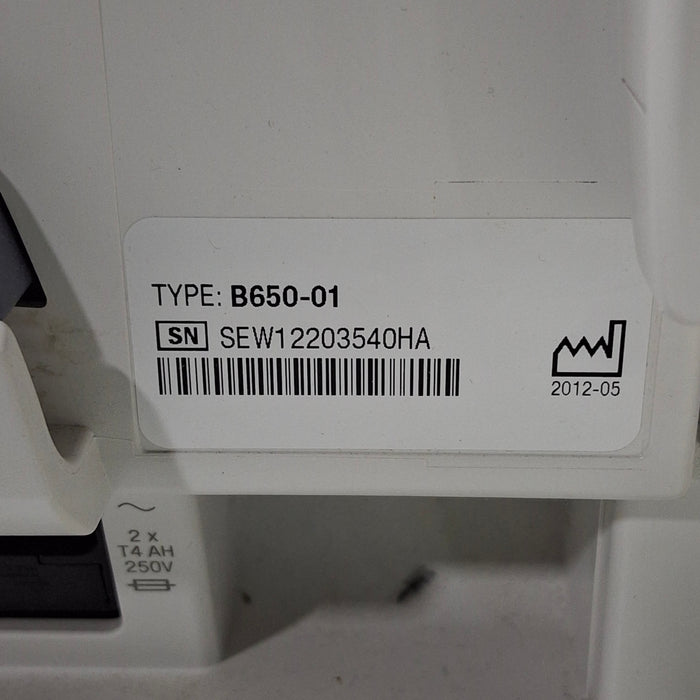 TYPE: B650-01
SN SEW12203540HA
2012-05
2 x
T4 AH
250V